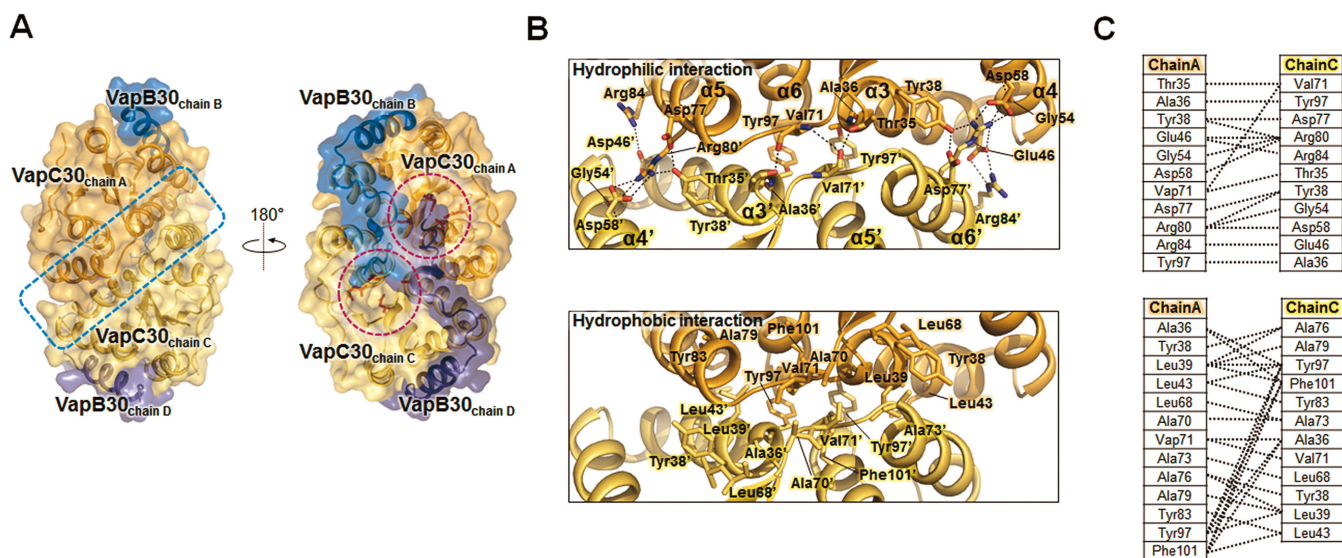 A
VapB30chain B
VapC30chain A
VapC30chain C
VapB30chain D
180°
VapB30chain B
VapC30chain A
VapC30chain C
VapB30chain D
B
Hydrophilic interaction
Arg84
α5
Asp77
α6
Tyr97
Val71
Ala36
α3
Tyr38
Thr35
Asp58
α4
Gly54
Glu46
Asp46’
Arg80’
Gly54’
Thr35’
Tyr97’
Asp58’
Tyr38’
α3’
Ala36’
Val71’
Asp77’
Arg84’
α4’
α5’
α6’
Hydrophobic interaction
Ala79
Phe101
Leu68
Tyr83
Val71
Ala70
Tyr38
Tyr97
Leu39
Leu43
Leu43’
Leu39’
Ala73’
Val71’
Tyr97’
Tyr38’
Ala36’
Phe101’
Leu68’
Ala70’
C
ChainA ChainC
Thr35 Val71
Ala36 Tyr97
Tyr38 Asp77
Glu46 Arg80
Gly54 Arg84
Asp58 Thr35
Vap71 Tyr38
Asp77 Gly54
Arg80 Asp58
Arg84 Glu46
Tyr97 Ala36
ChainA ChainC
Ala36 Ala76
Tyr38 Ala79
Leu39 Tyr97
Leu43 Phe101
Leu68 Tyr83
Ala70 Ala73
Vap71 Ala36
Ala73 Val71
Ala76 Leu68
Ala79 Tyr38
Tyr83 Leu39
Tyr97 Leu43
Phe101